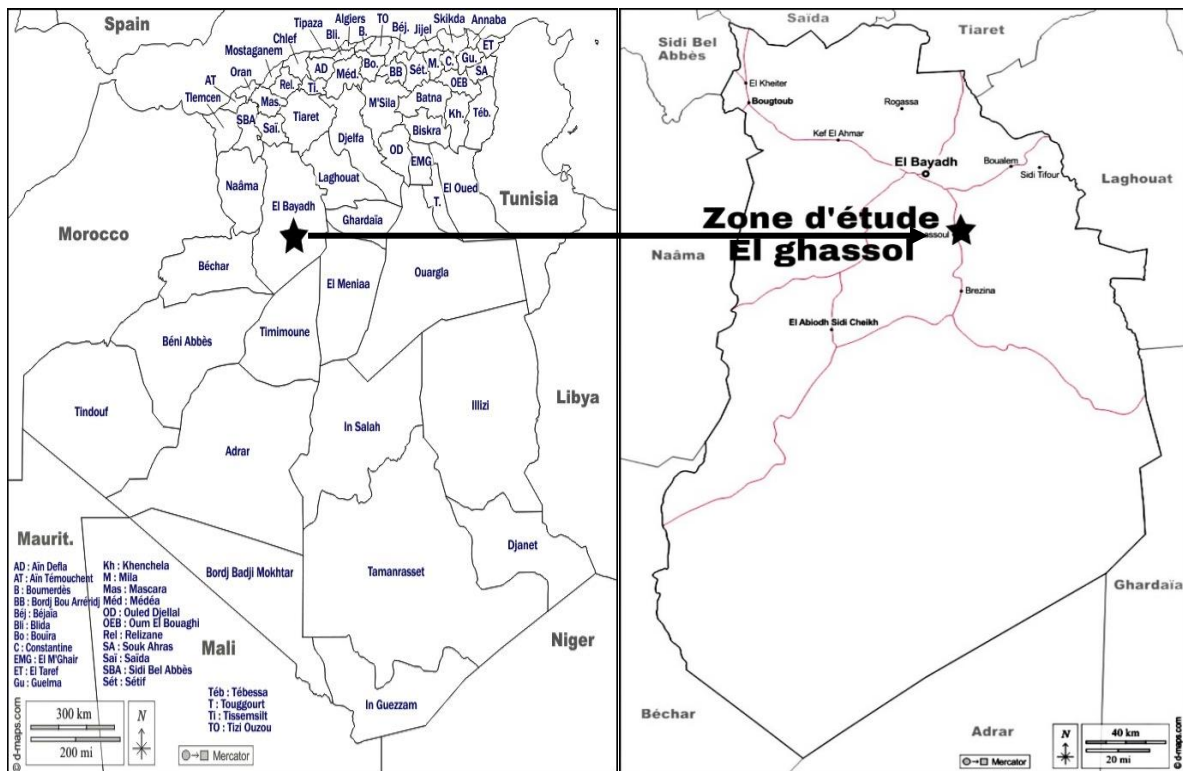 Spain
Tipaza
Algiers
Bli.
B.
TO
Béj.
Jijel
Skikda
Annaba
Chlef
Mostaganem
Oran
AT
Tlemcen
SBA
Mas.
Rel.
AD
Ti.
Méd.
Bo.
BB
Sét.
M.
C.
Gu.
ET
SA
OEB
Saï.
Tiaret
M'Sila
Batna
Kh.
Téb.
Djelfa
Biskra
OD
EMG
Naâma
Laghouat
El Oued
T.
El Bayadh
Ghardaïa
Tunisia
Morocco
Béchar
El Meniaa
Ouargla
Béni Abbès
Timimoune
Libya
Tindouf
Adrar
In Salah
Illizi
Djanet
Maurit.
Bordj Badji Mokhtar
Tamanrasset
Mali
Niger
In Guezzam
AD : Aïn Defla
AT : Aïn Témouchent
B : Boumerdès
BB : Bordj Bou Arréridj
Béj : Béjaïa
Bli : Blida
Bo : Bouira
C : Constantine
EMG : El M'Ghair
ET : El Taref
Gu : Guelma
Kh : Khenchela
M : Mila
Mas : Mascara
Méd : Médéa
OD : Ouled Djellal
OEB : Oum El Bouaghi
Rel : Relizane
SA : Souk Ahras
Saï : Saïda
SBA : Sidi Bel Abbès
Sét : Sétif
Téb : Tébessa
T : Touggourt
Ti : Tissemsilt
TO : Tizi Ouzou
300 km
200 mi
N
Mercator
© d-maps.com
Saïda
Tiaret
Sidi Bel
Abbès
El Kheiter
Bougtoub
Rogassa
Kef El Ahmar
El Bayadh
Boualem
Sidi Tifour
Laghouat
Zone d'étude
El ghassol
assoul
Naâma
Brezina
El Abiodh Sidi Cheikh
Ghardaïa
Béchar
Adrar
Mercator
N
40 km
20 mi
© d-maps.com